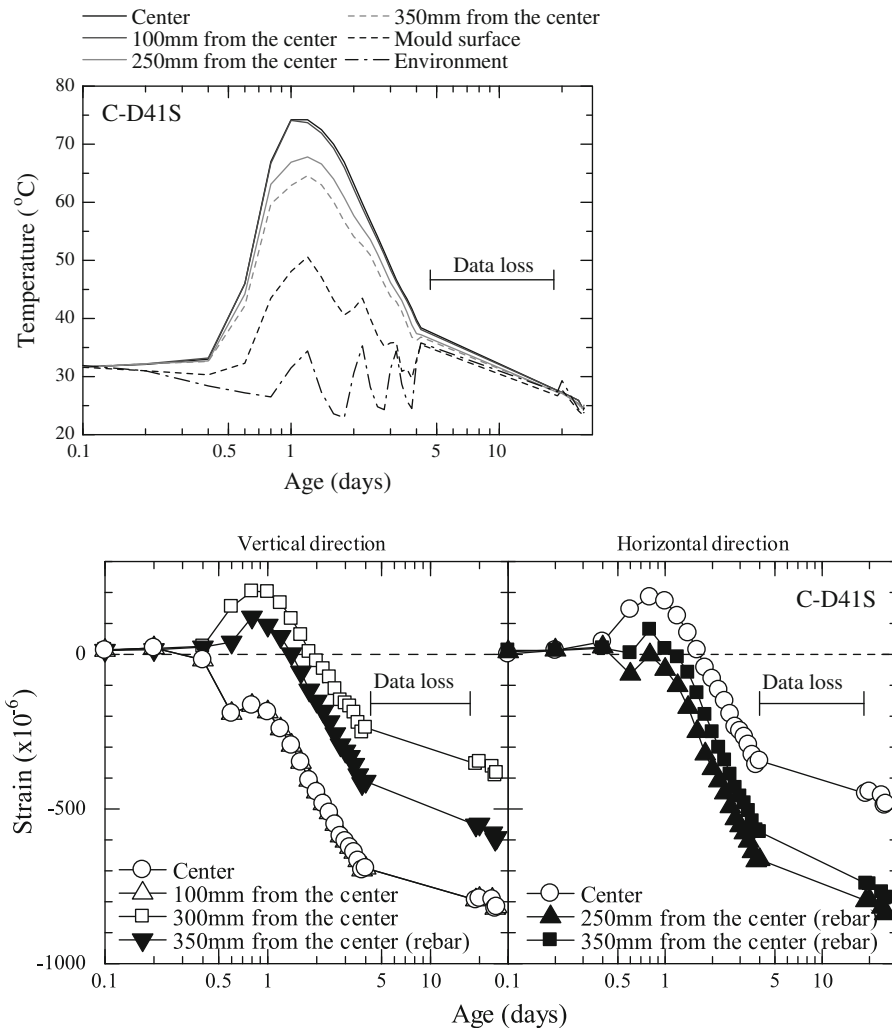 Center
100mm from the center
250mm from the center
350mm from the center
Mould surface
Environment
C-D41S
Data loss
80
70
60
50
40
30
20
Temperature (°C)
0.1
0.5
1
5
10
Age (days)
Vertical direction
Horizontal direction
C-D41S
Data loss
Data loss
0
-500
-1000
Strain (x10-6)
Center
100mm from the center
300mm from the center
350mm from the center (rebar)
Center
250mm from the center (rebar)
350mm from the center (rebar)
0.1
0.5
1
5
10
0.1
0.5
1
5
10
Age (days)